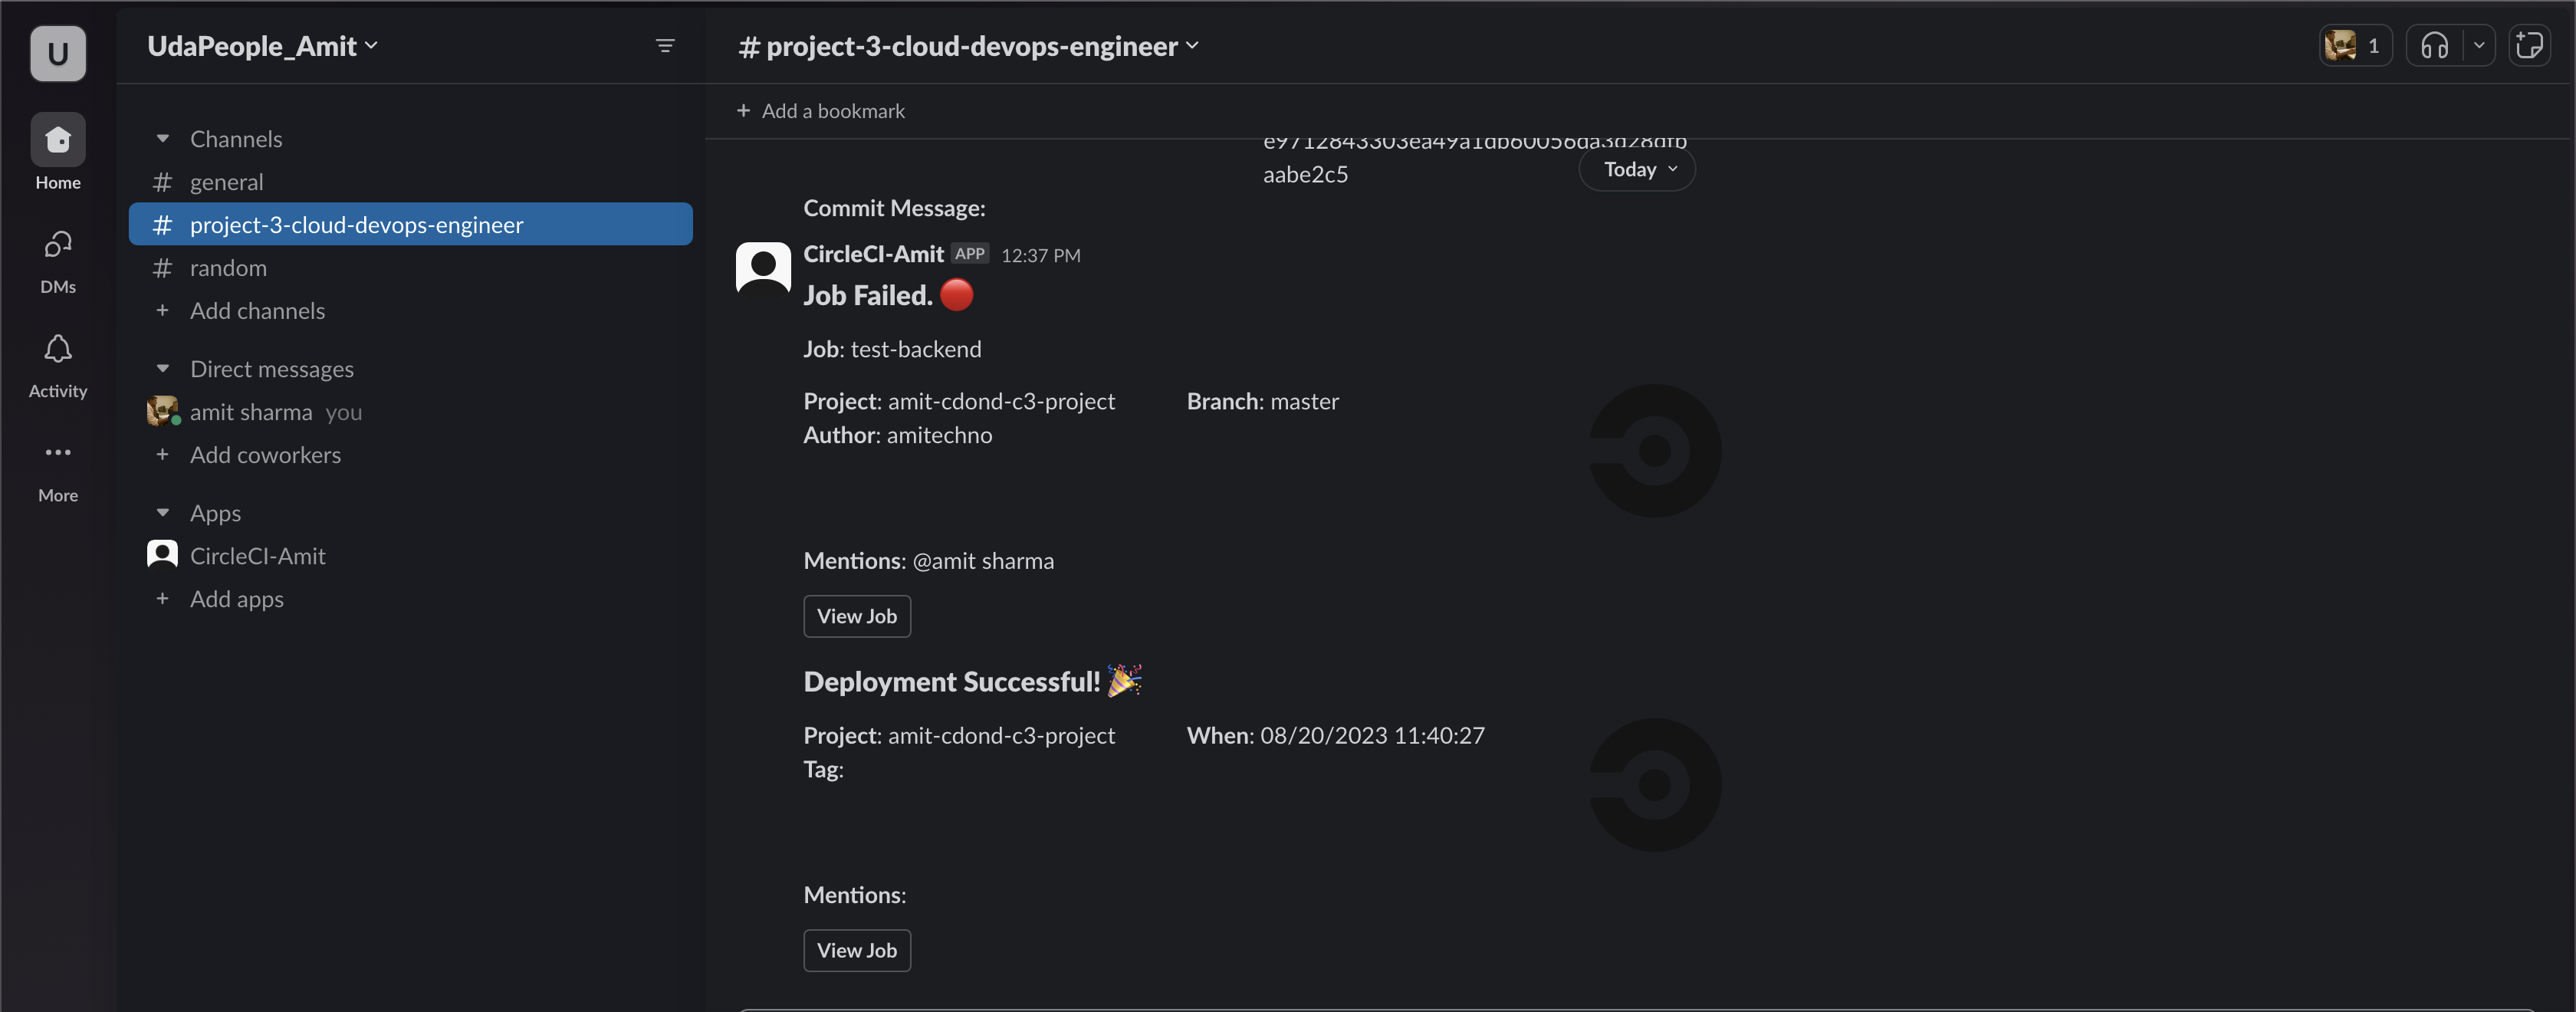 U
Home
DMs
Activity
More
UdaPeople_Amit
Channels
# general
# project-3-cloud-devops-engineer
# random
+ Add channels
Direct messages
amit sharma you
+ Add coworkers
Apps
CircleCI-Amit
+ Add apps
# project-3-cloud-devops-engineer
1
+ Add a bookmark
e9712843303ea49a1db60056da3d28dfb
aabe2c5
Today
Commit Message:
CircleCI-Amit APP 12:37 PM
Job Failed. 🔴
Job: test-backend
Project: amit-cdond-c3-project Branch: master
Author: amitechno
Mentions: @amit sharma
View Job
Deployment Successful! 🎉
Project: amit-cdond-c3-project When: 08/20/2023 11:40:27
Tag:
Mentions:
View Job